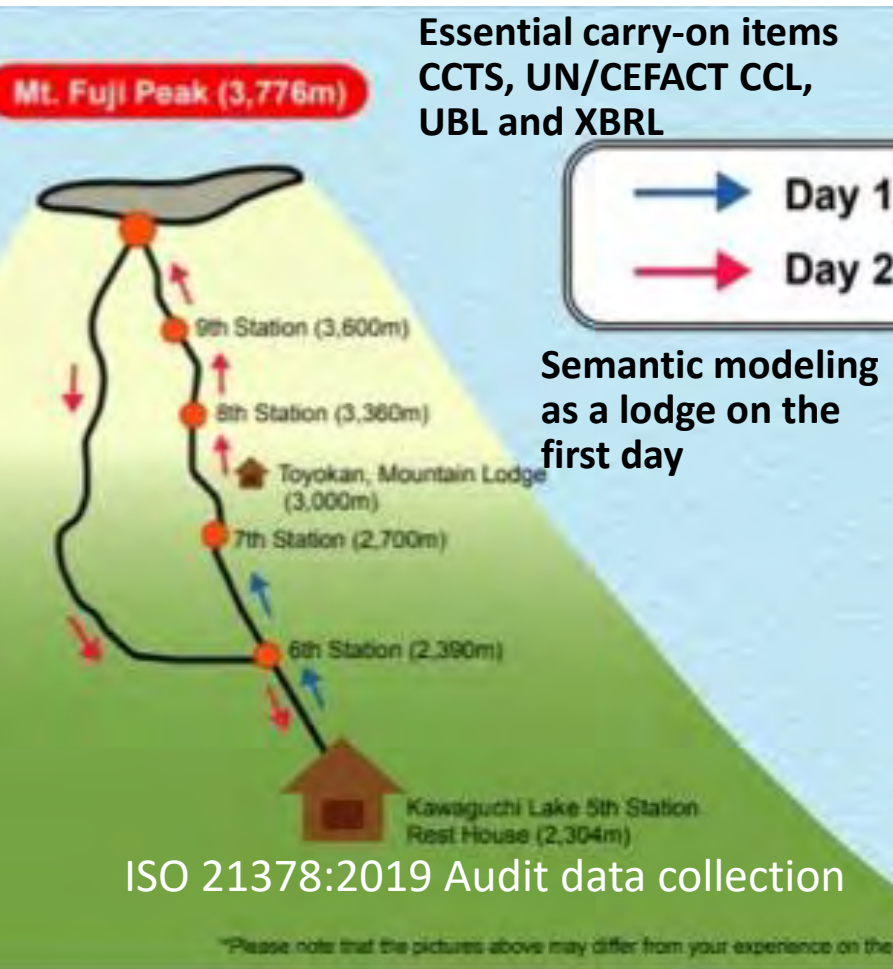 Essential carry-on items
CCTS, UN/CEFACT CCL,
UBL and XBRL
Mt. Fuji Peak (3,776m)
Day 1
Day 2
9th Station (3,600m)
Semantic modeling
as a lodge on the
first day
8th Station (3,360m)
Toyokan, Mountain Lodge
(3,000m)
7th Station (2,700m)
6th Station (2,390m)
Kawaguchi Lake 5th Station
Rest House (2,304m)
ISO 21378:2019 Audit data collection
*Please note that the pictures above may differ from your experience on the